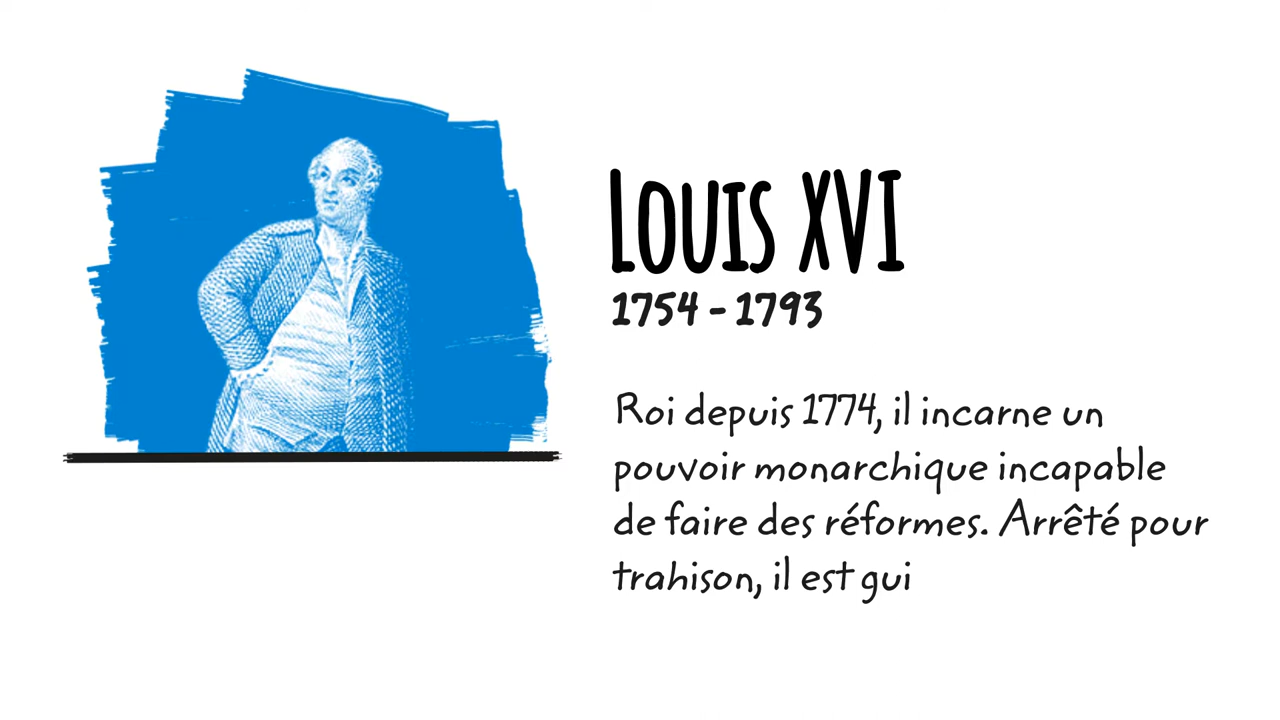 Louis XVI
1754 - 1793
Roi depuis 1774, il incarne un
pouvoir monarchique incapable
de faire des réformes. Arrêté pour
trahison, il est gui